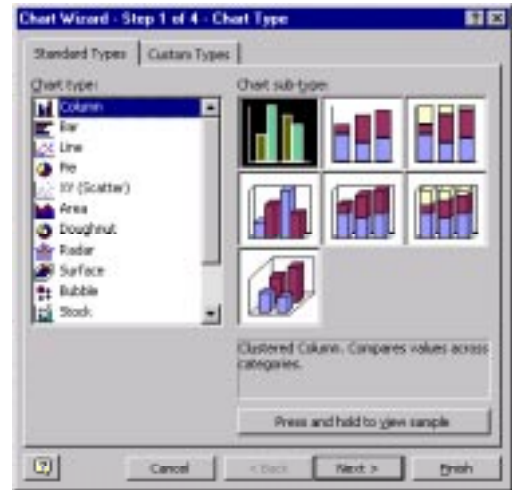 Chart Wizard - Step 1 of 4 - Chart Type
Standard Types
Custom Types
Chart type:
Column
Bar
Line
Pie
XY (Scatter)
Area
Doughnut
Radar
Surface
Bubble
Stock
Chart sub-type:
Clustered Column. Compares values across
categories.
Press and hold to view sample
Cancel
< Back
Next >
Finish